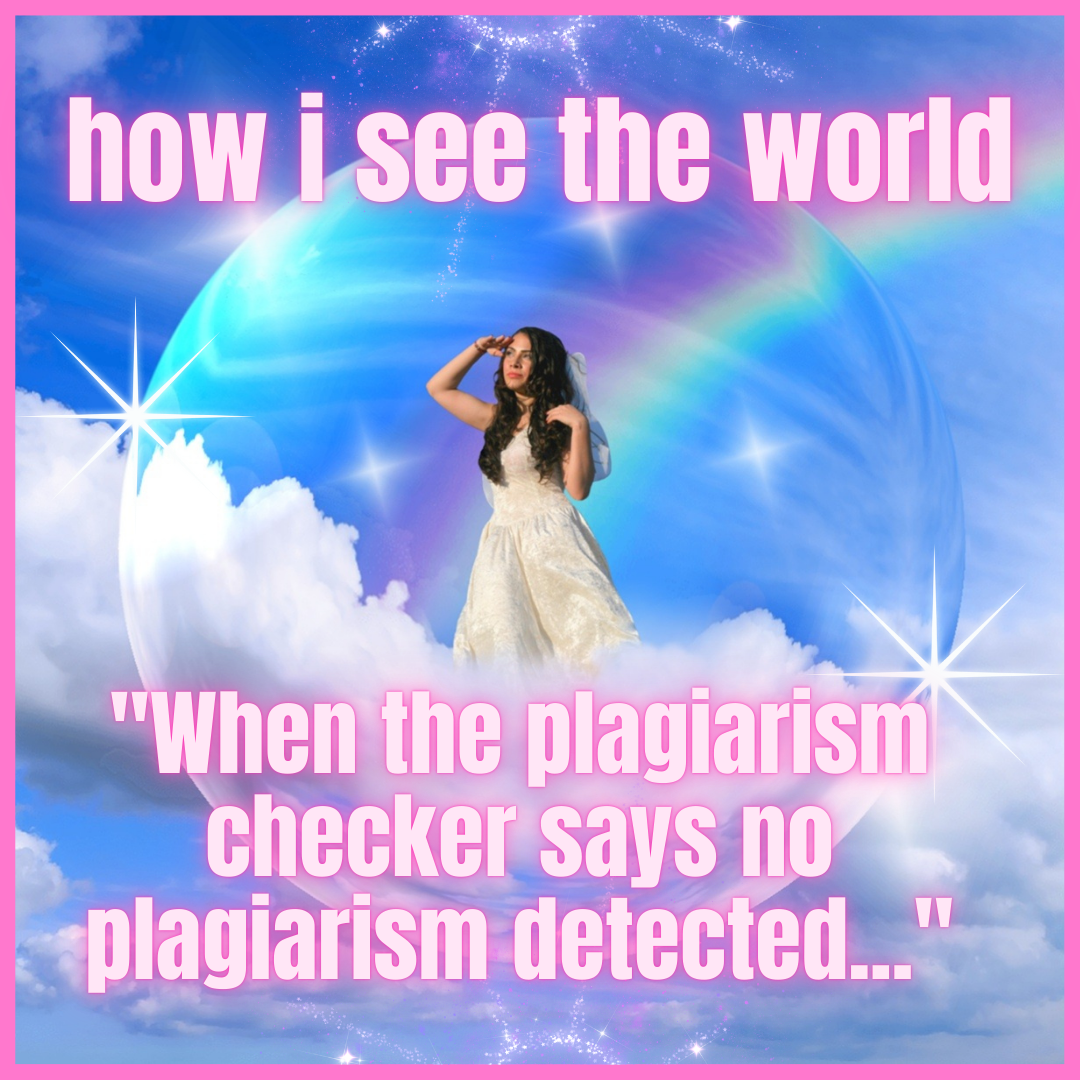 how i see the world
"When the plagiarism
checker says no
plagiarism detected..."